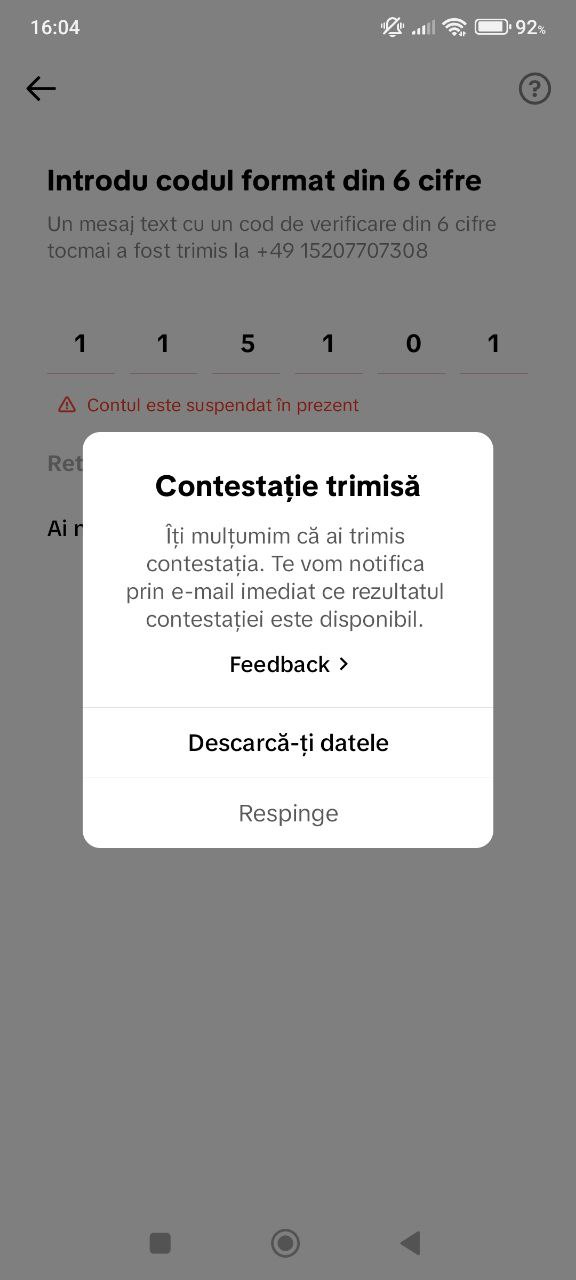 16:04
92%
?
Introdu codul format din 6 cifre
Un mesaj text cu un cod de verificare din 6 cifre
tocmai a fost trimis la +49 15207707308
1 1 5 1 0 1
Contul este suspendat în prezent
Ret
Ai n
Contestație trimisă
Îți mulțumim că ai trimis
contestația. Te vom notifica
prin e-mail imediat ce rezultatul
contestației este disponibil.
Feedback >
Descarcă-ți datele
Respinge